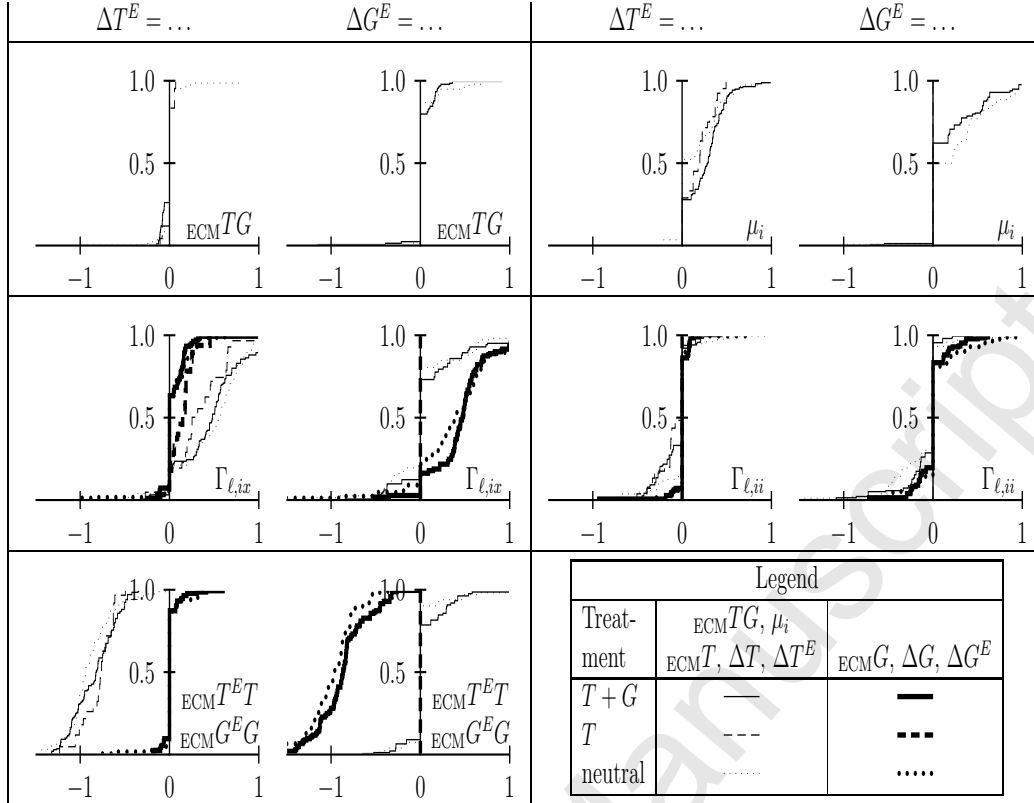 ΔT^E = … ΔG^E = … ΔT^E = … ΔG^E = …
1.0 1.0 1.0 1.0
0.5 0.5 0.5 0.5
ECM TG ECM TG μ_i μ_i
−1 0 1 −1 0 1 −1 0 1 −1 0 1
1.0 1.0 1.0 1.0
0.5 0.5 0.5 0.5
Γ_ℓ,ix Γ_ℓ,ix Γ_ℓ,ii Γ_ℓ,ii
−1 0 1 −1 0 1 −1 0 1 −1 0 1
1.0 1.0
0.5 0.5
ECM T^E T ECM T^E T
ECM G^E G ECM G^E G
−1 0 1 −1 0 1
Legend
Treat- ECM TG, μ_i
ment ECM T, ΔT, ΔT^E ECM G, ΔG, ΔG^E
T + G
T
neutral
Manuscript